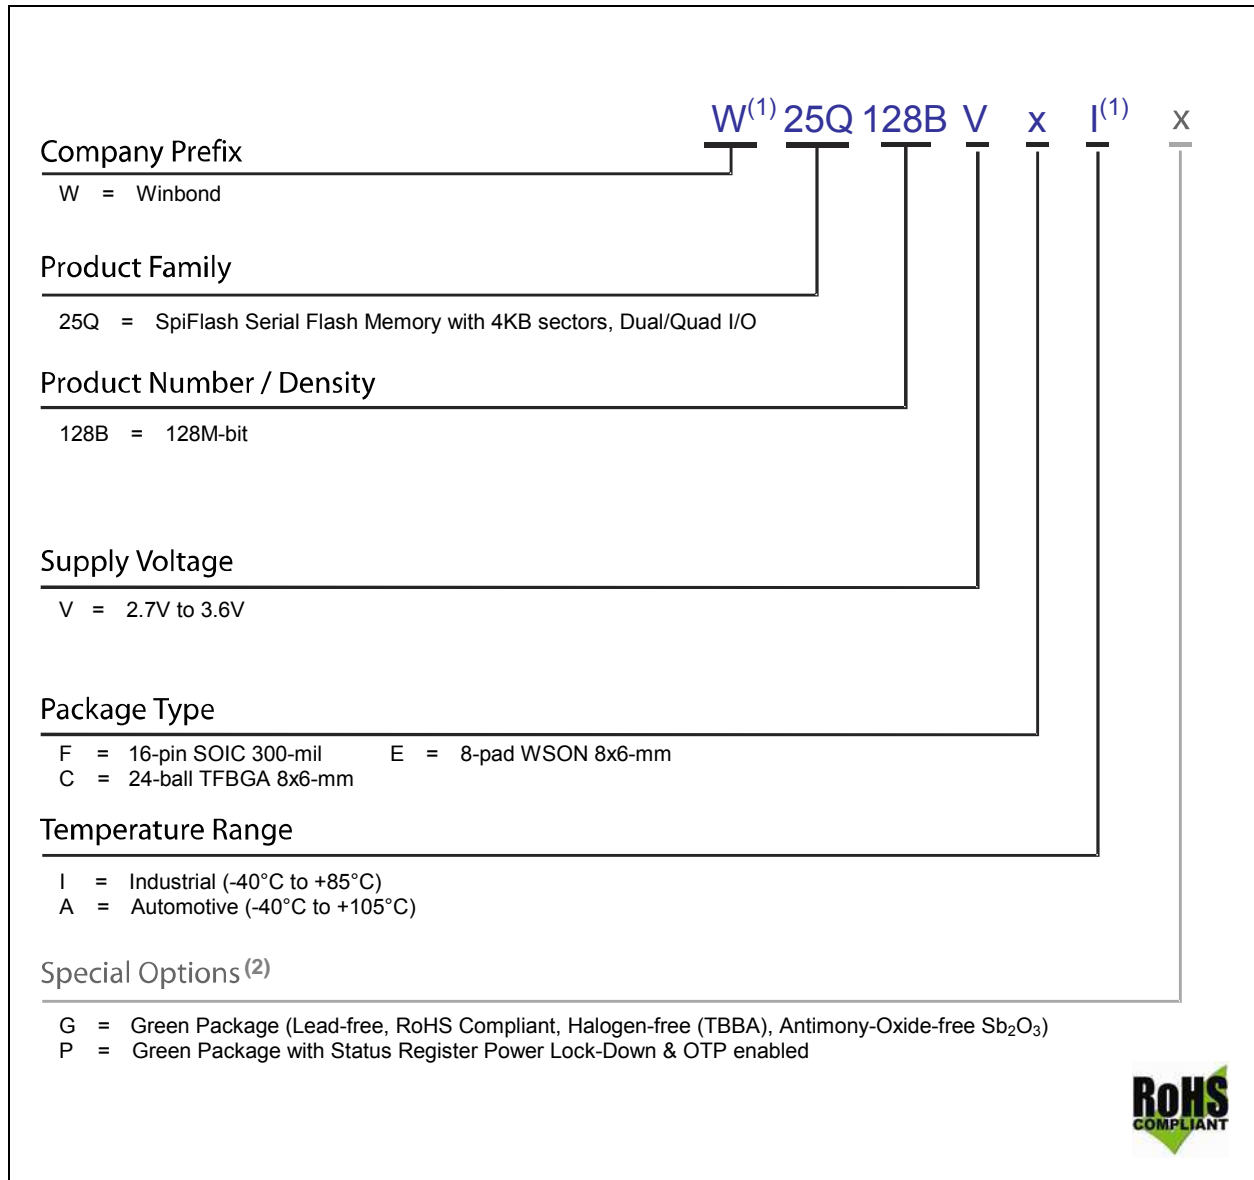 W(1) 25Q 128B V x I(1) x
Company Prefix
W = Winbond
Product Family
25Q = SpiFlash Serial Flash Memory with 4KB sectors, Dual/Quad I/O
Product Number / Density
128B = 128M-bit
Supply Voltage
V = 2.7V to 3.6V
Package Type
F = 16-pin SOIC 300-mil E = 8-pad WSON 8x6-mm
C = 24-ball TFBGA 8x6-mm
Temperature Range
I = Industrial (-40°C to +85°C)
A = Automotive (-40°C to +105°C)
Special Options (2)
G = Green Package (Lead-free, RoHS Compliant, Halogen-free (TBBA), Antimony-Oxide-free Sb2O3)
P = Green Package with Status Register Power Lock-Down & OTP enabled
RoHS
COMPLIANT